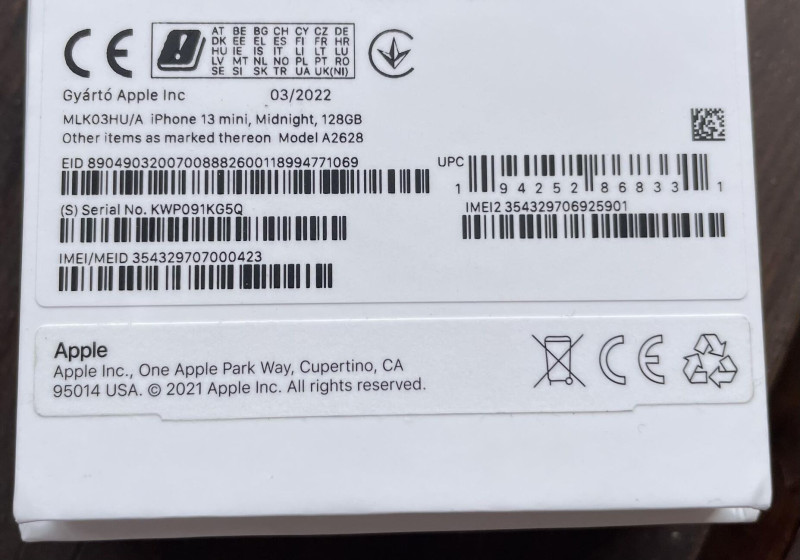 CE
AT BE BG CH CY CZ DE
DK EE EL ES FI FR HR
HU IE IS IT LI LT LU
LV MT NL NO PL PT RO
SE SI SK TR UA UK(NI)
Gyártó Apple Inc 03/2022
MLK03HU/A iPhone 13 mini, Midnight, 128GB
Other items as marked thereon Model A2628
EID 89049032007008882600118994771069
UPC
1 94252 86833 1
(S) Serial No. KWP091KG5Q
IMEI2 354329706925901
IMEI/MEID 354329707000423
Apple
Apple Inc., One Apple Park Way, Cupertino, CA
95014 USA. © 2021 Apple Inc. All rights reserved.
CE